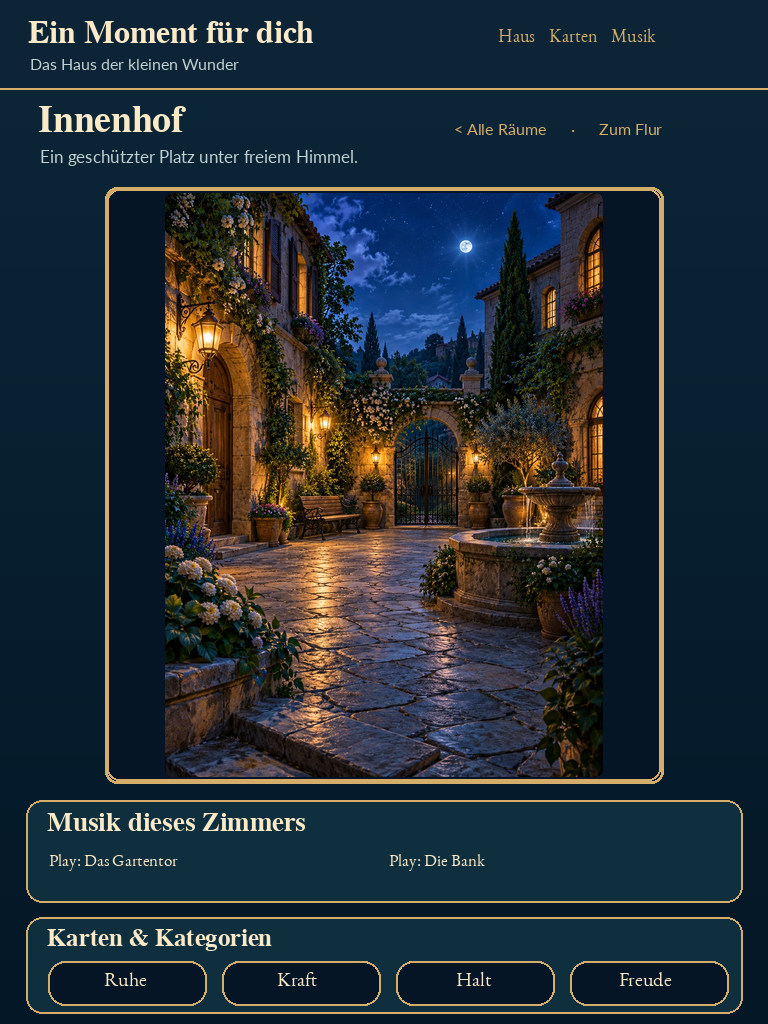 Ein Moment für dich
Haus Karten Musik
Das Haus der kleinen Wunder
Innenhof
< Alle Räume · Zum Flur
Ein geschützter Platz unter freiem Himmel.
Musik dieses Zimmers
Play: Das Gartentor Play: Die Bank
Karten & Kategorien
Ruhe Kraft Halt Freude